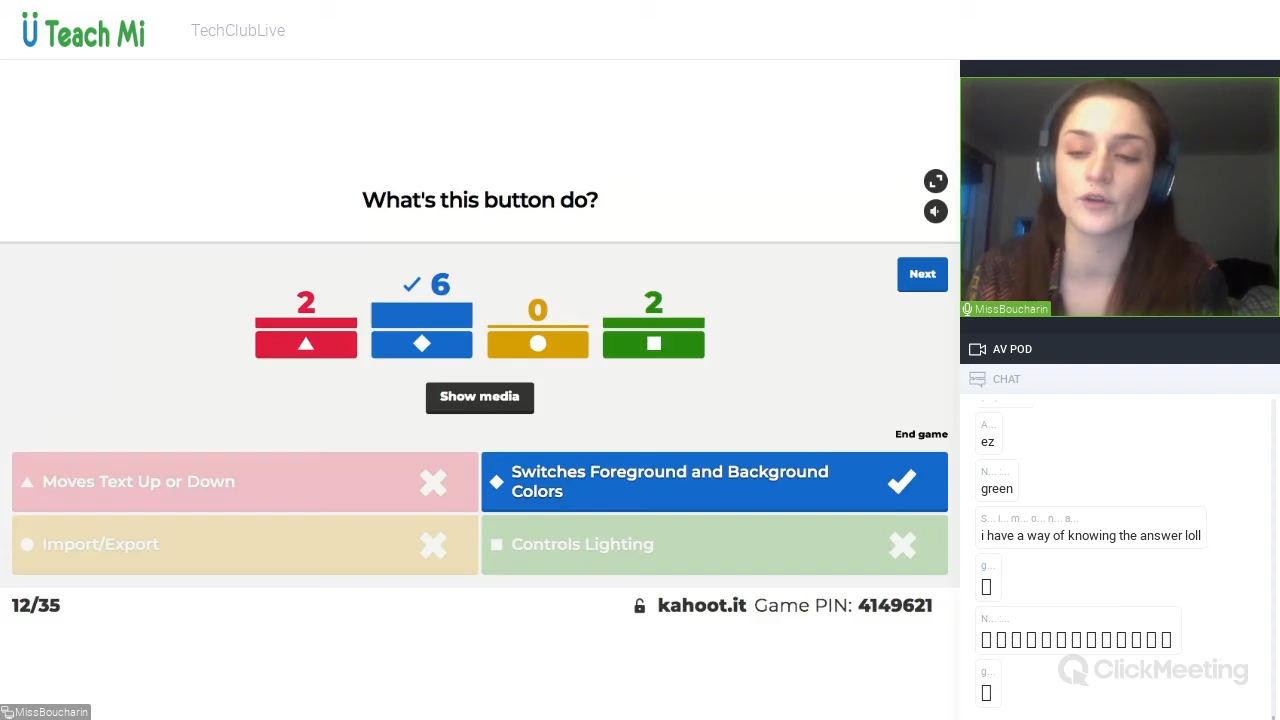 Ü Teach Mi
TechClubLive
What's this button do?
Next
2
6
0
2
Show media
End game
Moves Text Up or Down
Switches Foreground and Background
Colors
Import/Export
Controls Lighting
12/35
kahoot.it Game PIN: 4149621
MissBoucharin
MissBoucharin
AV POD
CHAT
A...
ez
N... :...
green
S... i... m... o... n... a...
i have a way of knowing the answer loll
g...
N... :...
g...
ClickMeeting